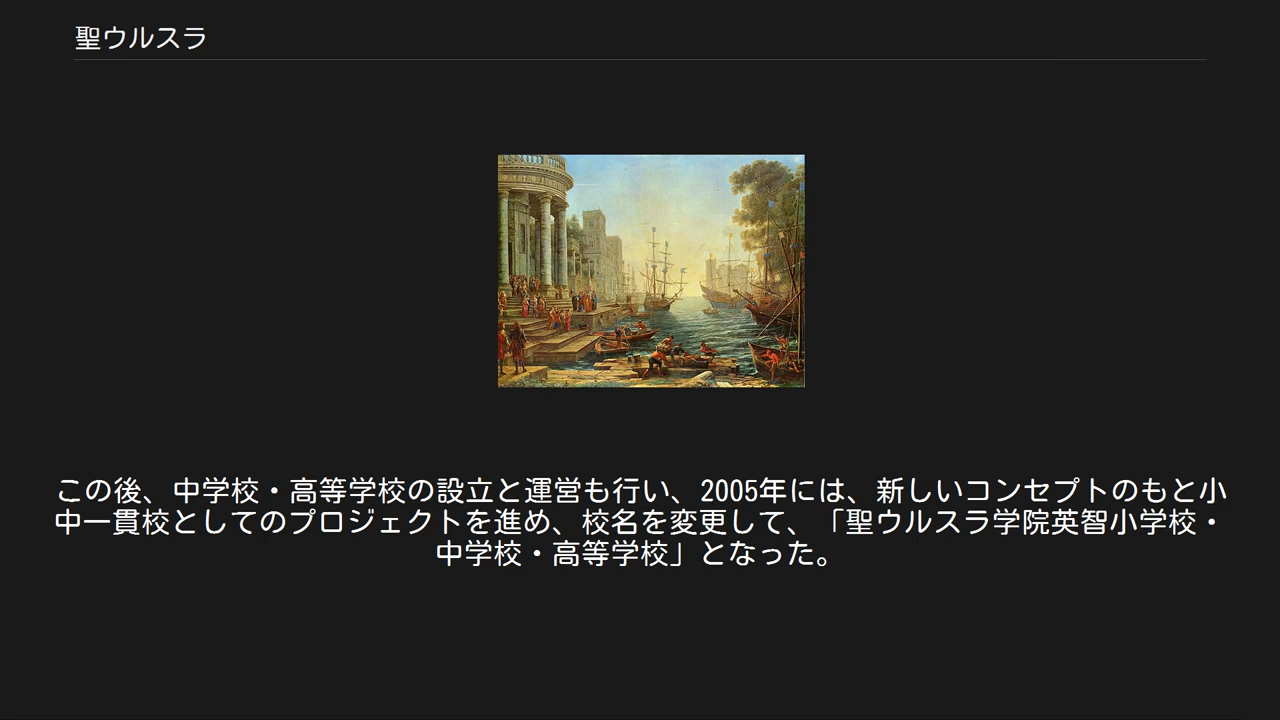 聖ウルスラ
この後、中学校・高等学校の設立と運営も行い、2005年には、新しいコンセプトのもと小
中一貫校としてのプロジェクトを進め、校名を変更して、「聖ウルスラ学院英智小学校・
中学校・高等学校」となった。